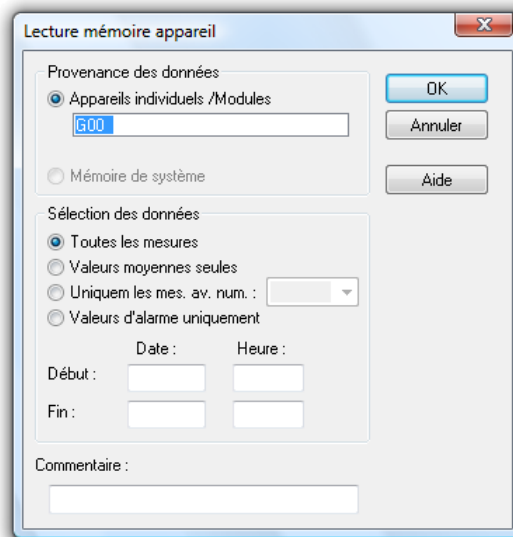 Lecture mémoire appareil
Provenance des données
Appareils individuels /Modules
G00
Mémoire de système
OK
Annuler
Aide
Sélection des données
Toutes les mesures
Valeurs moyennes seules
Uniquem les mes. av. num. :
Valeurs d'alarme uniquement
Date : Heure :
Début :
Fin :
Commentaire :